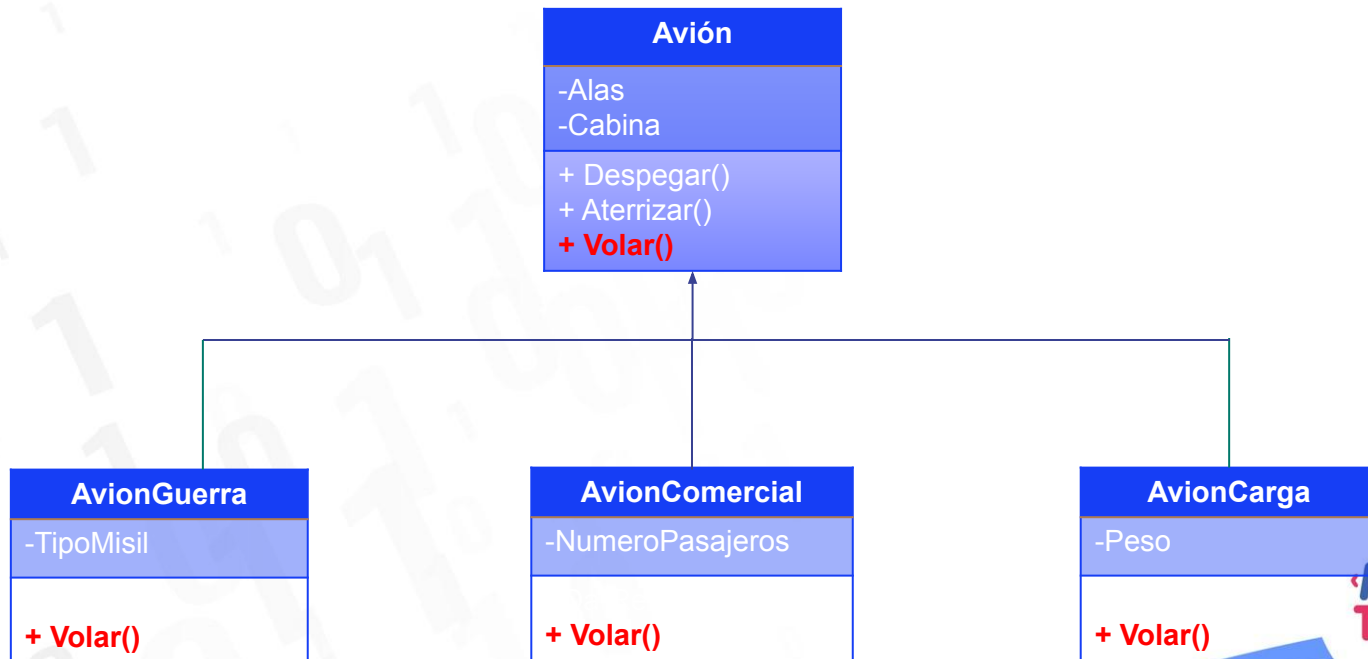 Avión
-Alas
-Cabina
+ Despegar()
+ Aterrizar()
+ Volar()
AvionGuerra
-TipoMisil
+ Volar()
AvionComercial
-NumeroPasajeros
+ Volar()
AvionCarga
-Peso
+ Volar()